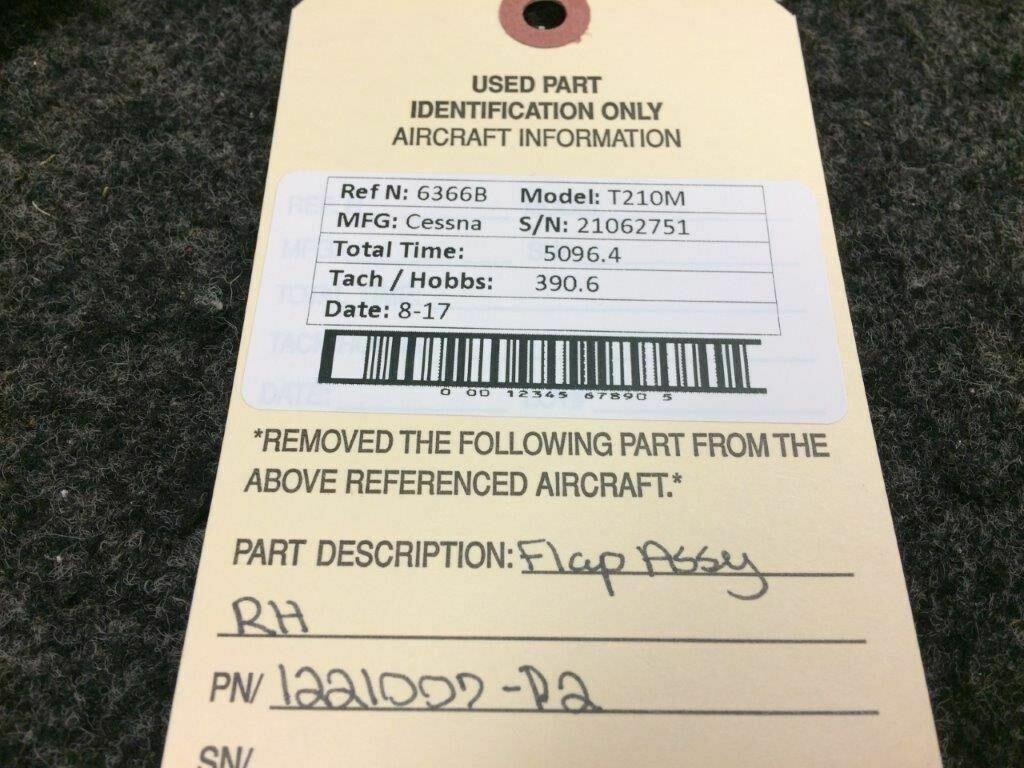 USED PART
IDENTIFICATION ONLY
AIRCRAFT INFORMATION
Ref N: 6366B Model: T210M
MFG: Cessna S/N: 21062751
Total Time: 5096.4
Tach / Hobbs: 390.6
Date: 8-17
0 00 12345 67890 5
*REMOVED THE FOLLOWING PART FROM THE
ABOVE REFERENCED AIRCRAFT.*
PART DESCRIPTION: Flap Assy
RH
PN/ 1221007-P2
SN/